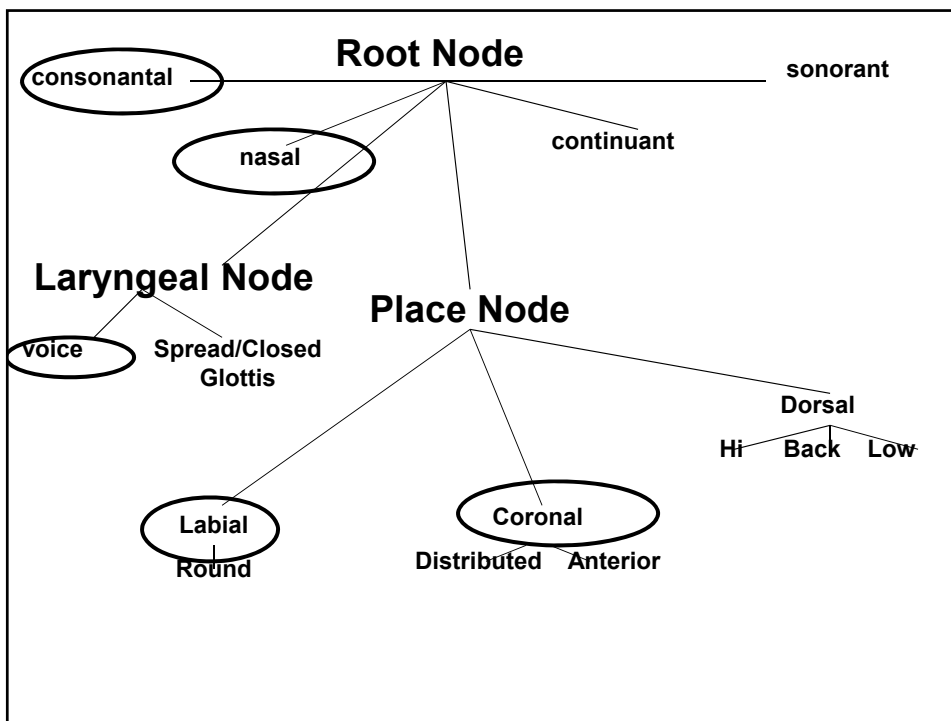 Root Node
consonantal
sonorant
nasal
continuant
Laryngeal Node
Place Node
voice
Spread/Closed
Glottis
Dorsal
Hi Back Low
Labial
Coronal
Round
Distributed Anterior